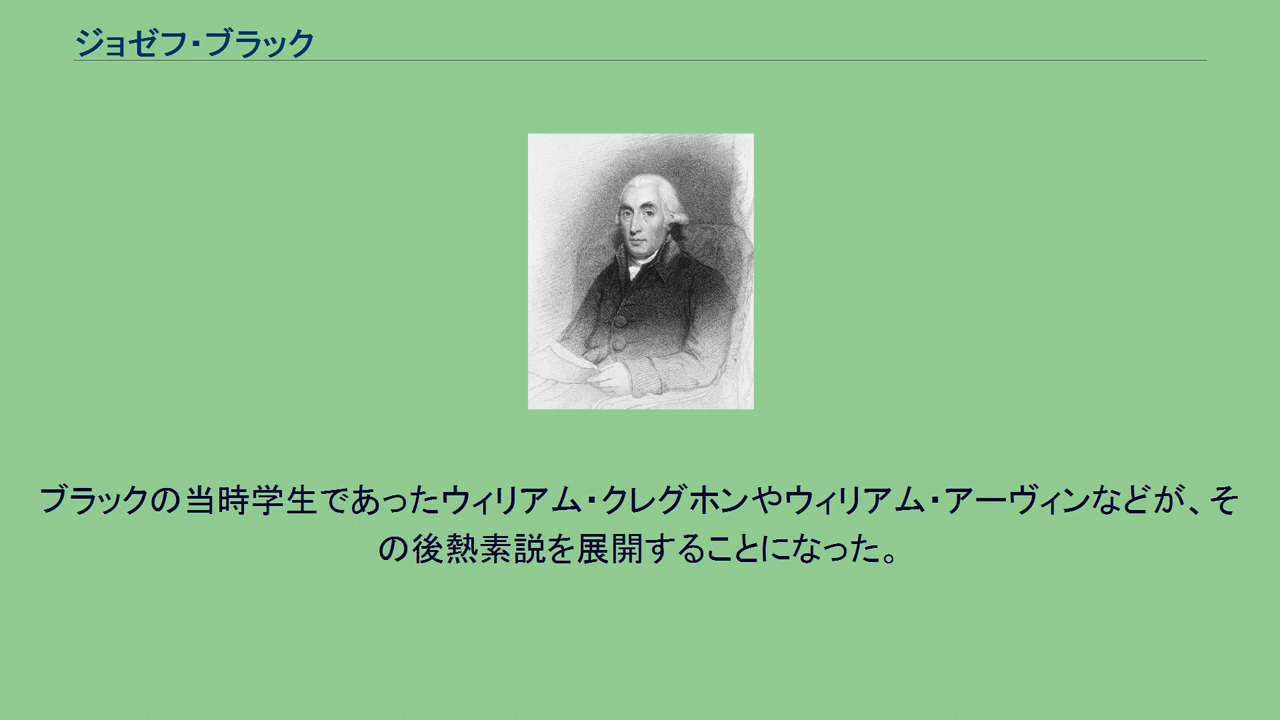 ジョゼフ・ブラック
ブラックの当時学生であったウィリアム・クレグホンやウィリアム・アーヴィンなどが、そ
の後熱素説を展開することになった。